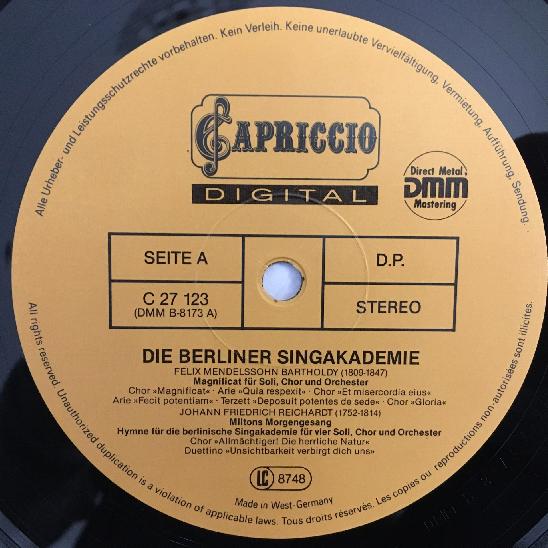 Alle Urheber- und Leistungsschutzrechte vorbehalten. Kein Verleih. Keine unerlaubte Vervielfältigung, Vermietung, Aufführung, Sendung.
CAPRICCIO
DIGITAL
Direct Metal
DMM
Mastering
SEITE A
D.P.
C 27 123
(DMM B-8173 A)
STEREO
DIE BERLINER SINGAKADEMIE
FELIX MENDELSSOHN BARTHOLDY (1809-1847)
Magnificat für Soli, Chor und Orchester
Chor »Magnificat« · Arie »Quia respexit« · Chor »Et misericordia eius«
Arie »Fecit potentiam« · Terzett »Deposuit potentes de sede« · Chor »Gloria«
JOHANN FRIEDRICH REICHARDT (1752-1814)
Miltons Morgengesang
Hymne für die berlinische Singakademie für vier Soli, Chor und Orchester
Chor »Allmächtiger! Die herrliche Natur«
Duettino »Unsichtbarkeit verbirgt dich uns«
LC 8748
Made in West-Germany
All rights reserved. Unauthorized duplication is a violation of applicable laws. Tous droits réservés. Les copies ou reproductions non-autorisées sont illicites.